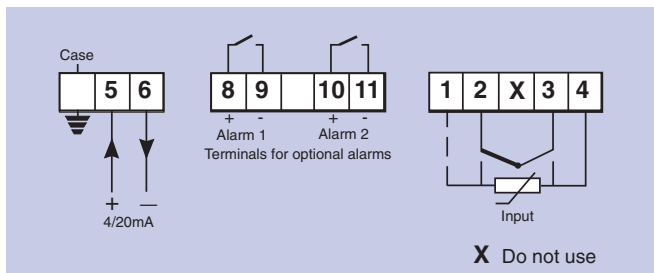 Case
5 6
+ —
4/20mA
8 9 10 11
+ - + -
Alarm 1 Alarm 2
Terminals for optional alarms
1 2 X 3 4
Input
X Do not use